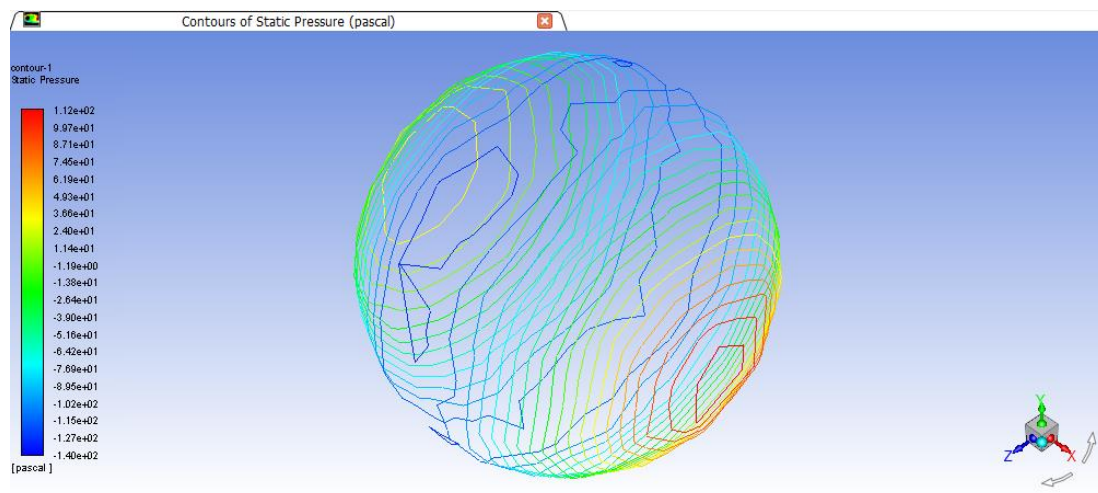 Contours of Static Pressure (pascal)
contour-1
Static Pressure
1.12e+02
9.97e+01
8.71e+01
7.45e+01
6.19e+01
4.93e+01
3.66e+01
2.40e+01
1.14e+01
-1.19e+00
-1.38e+01
-2.64e+01
-3.90e+01
-5.16e+01
-6.42e+01
-7.69e+01
-8.95e+01
-1.02e+02
-1.15e+02
-1.27e+02
-1.40e+02
[pascal ]
Y
Z
X